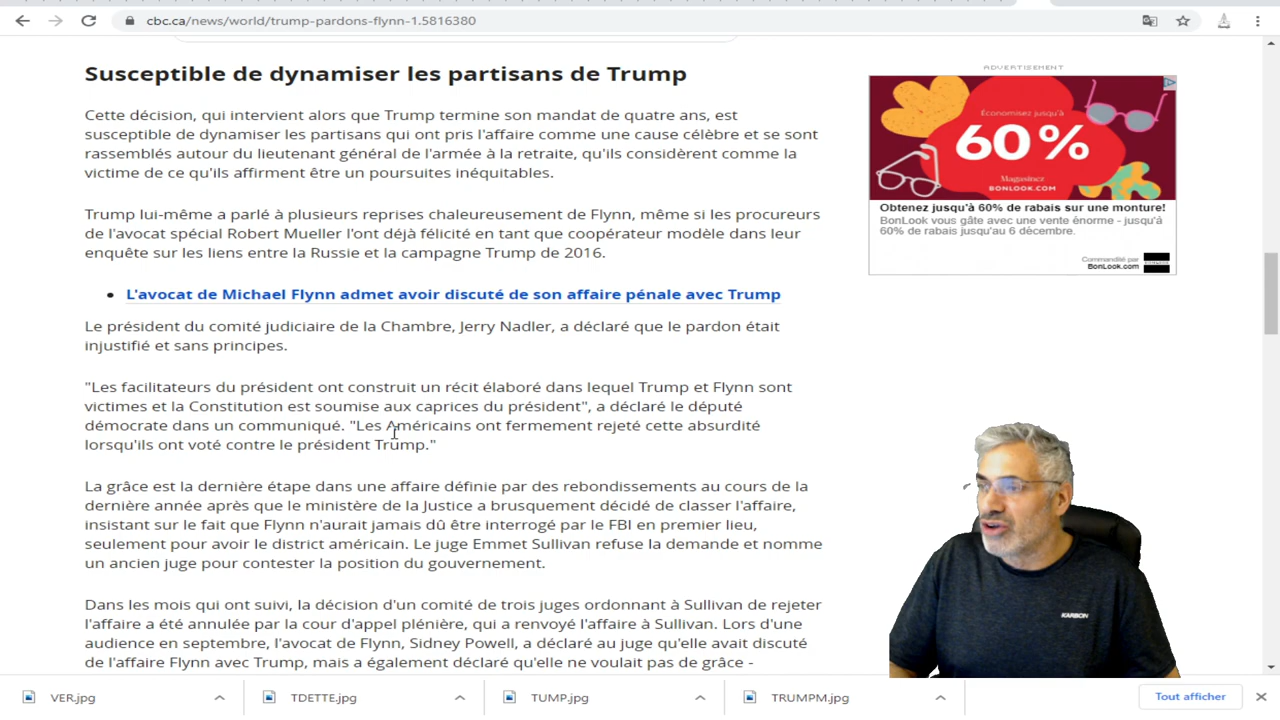 cbc.ca/news/world/trump-pardons-flynn-1.5816380
Susceptible de dynamiser les partisans de Trump
Cette décision, qui intervient alors que Trump termine son mandat de quatre ans, est
susceptible de dynamiser les partisans qui ont pris l'affaire comme une cause célèbre et se sont
rassemblés autour du lieutenant général de l'armée à la retraite, qu'ils considèrent comme la
victime de ce qu'ils affirment être un poursuites inéquitables.
Trump lui-même a parlé à plusieurs reprises chaleureusement de Flynn, même si les procureurs
de l'avocat spécial Robert Mueller l'ont déjà félicité en tant que coopérateur modèle dans leur
enquête sur les liens entre la Russie et la campagne Trump de 2016.
• L'avocat de Michael Flynn admet avoir discuté de son affaire pénale avec Trump
Le président du comité judiciaire de la Chambre, Jerry Nadler, a déclaré que le pardon était
injustifié et sans principes.
"Les facilitateurs du président ont construit un récit élaboré dans lequel Trump et Flynn sont
victimes et la Constitution est soumise aux caprices du président", a déclaré le député
démocrate dans un communiqué. "Les Américains ont fermement rejeté cette absurdité
lorsqu'ils ont voté contre le président Trump."
La grâce est la dernière étape dans une affaire définie par des rebondissements au cours de la
dernière année après que le ministère de la Justice a brusquement décidé de classer l'affaire,
insistant sur le fait que Flynn n'aurait jamais dû être interrogé par le FBI en premier lieu,
seulement pour avoir le district américain. Le juge Emmet Sullivan refuse la demande et nomme
un ancien juge pour contester la position du gouvernement.
Dans les mois qui ont suivi, la décision d'un comité de trois juges ordonnant à Sullivan de rejeter
l'affaire a été annulée par la cour d'appel plénière, qui a renvoyé l'affaire à Sullivan. Lors d'une
audience en septembre, l'avocat de Flynn, Sidney Powell, a déclaré au juge qu'elle avait discuté
de l'affaire Flynn avec Trump, mais a également déclaré qu'elle ne voulait pas de grâce -
ADVERTISEMENT
Économisez jusqu'à
60%
Magasinez
BONLOOK.COM
Obtenez jusqu'à 60% de rabais sur une monture!
BonLook vous gâte avec une vente énorme - jusqu'à
60% de rabais jusqu'au 6 décembre.
Commandité par
BonLook.com
KARBON
VER.jpg
TDETTE.jpg
TUMP.jpg
TRUMPM.jpg
Tout afficher